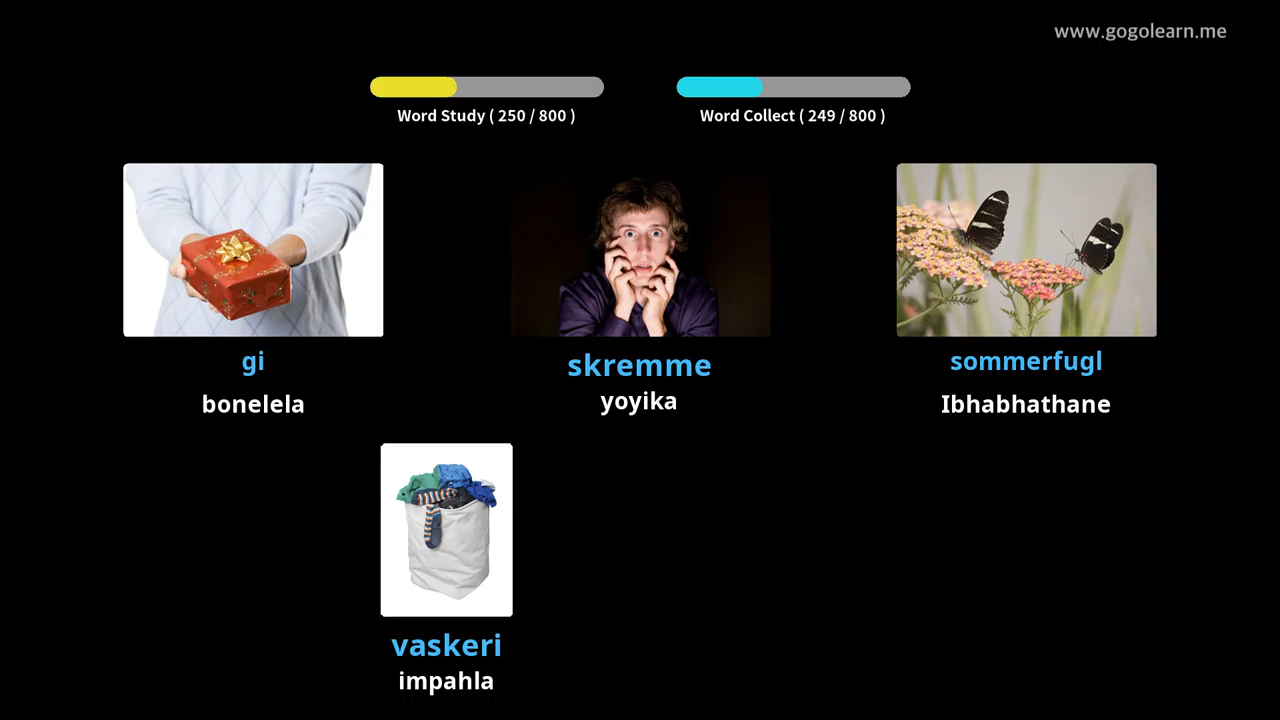 www.gogolearn.me
Word Study ( 250 / 800 )
Word Collect ( 249 / 800 )
gi
bonelela
skremme
yoyika
sommerfugl
Ibhabhathane
vaskeri
impahla